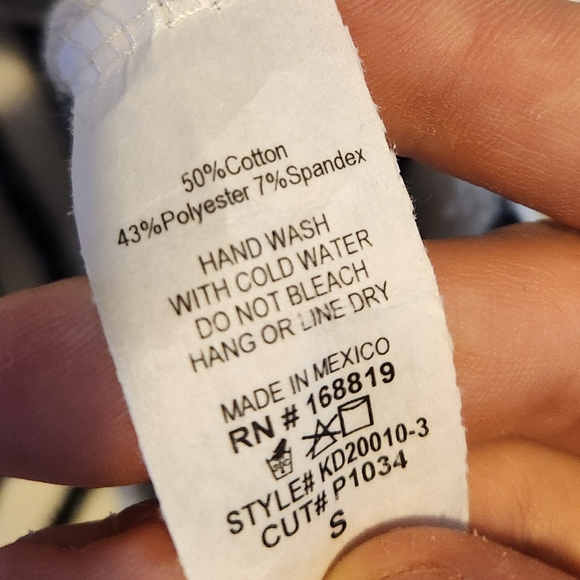 50%Cotton
43%Polyester 7%Spandex
HAND WASH
WITH COLD WATER
DO NOT BLEACH
HANG OR LINE DRY
MADE IN MEXICO
RN # 168819
STYLE# KD20010-3
CUT# P1034
S